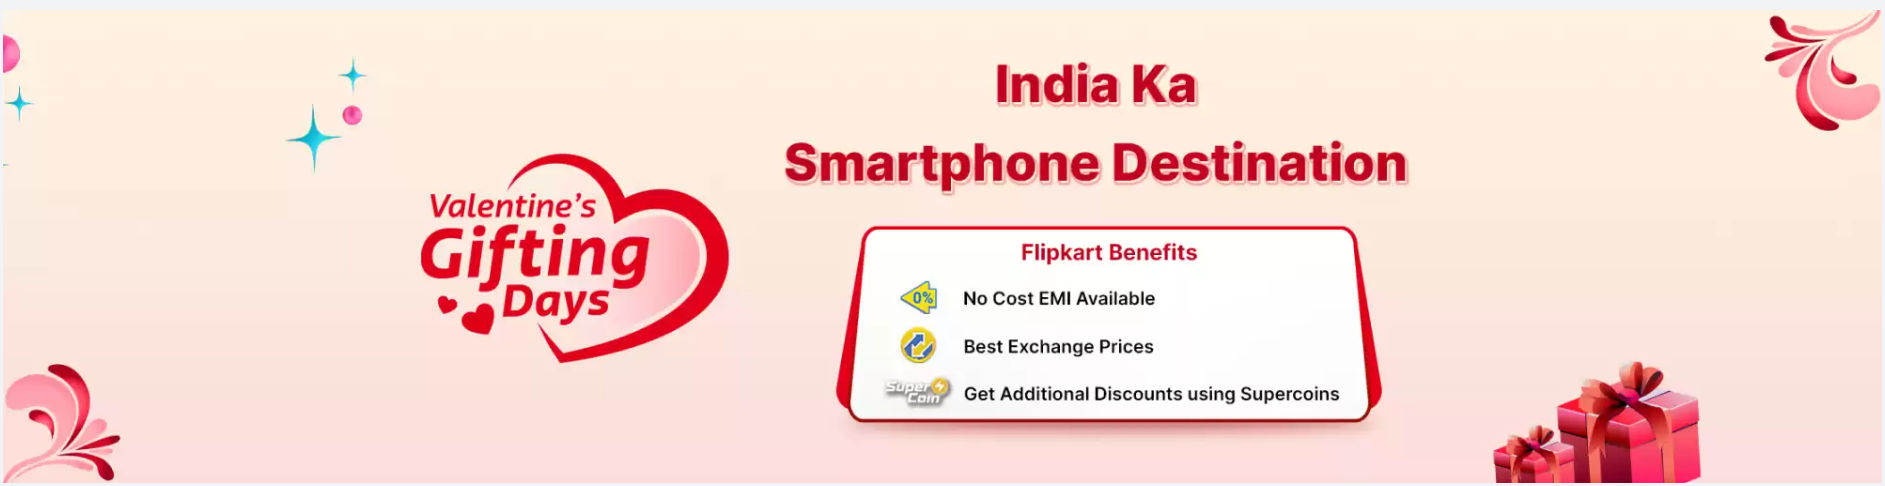 Valentine's
Gifting
Days
India Ka
Smartphone Destination
Flipkart Benefits
0% No Cost EMI Available
Best Exchange Prices
Super Coin Get Additional Discounts using Supercoins